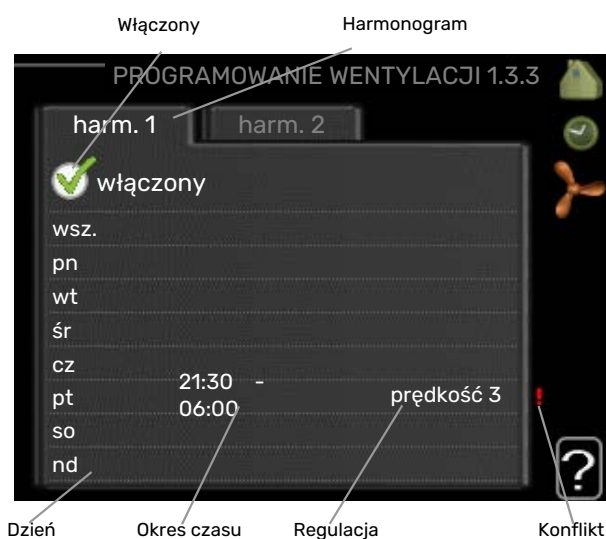 Włączony Harmonogram
PROGRAMOWANIE WENTYLACJI 1.3.3
harm. 1 harm. 2
włączony
wsz.
pn
wt
śr
cz
21:30 -
pt 06:00 prędkość 3 !
so
nd
?
Dzień Okres czasu Regulacja Konflikt